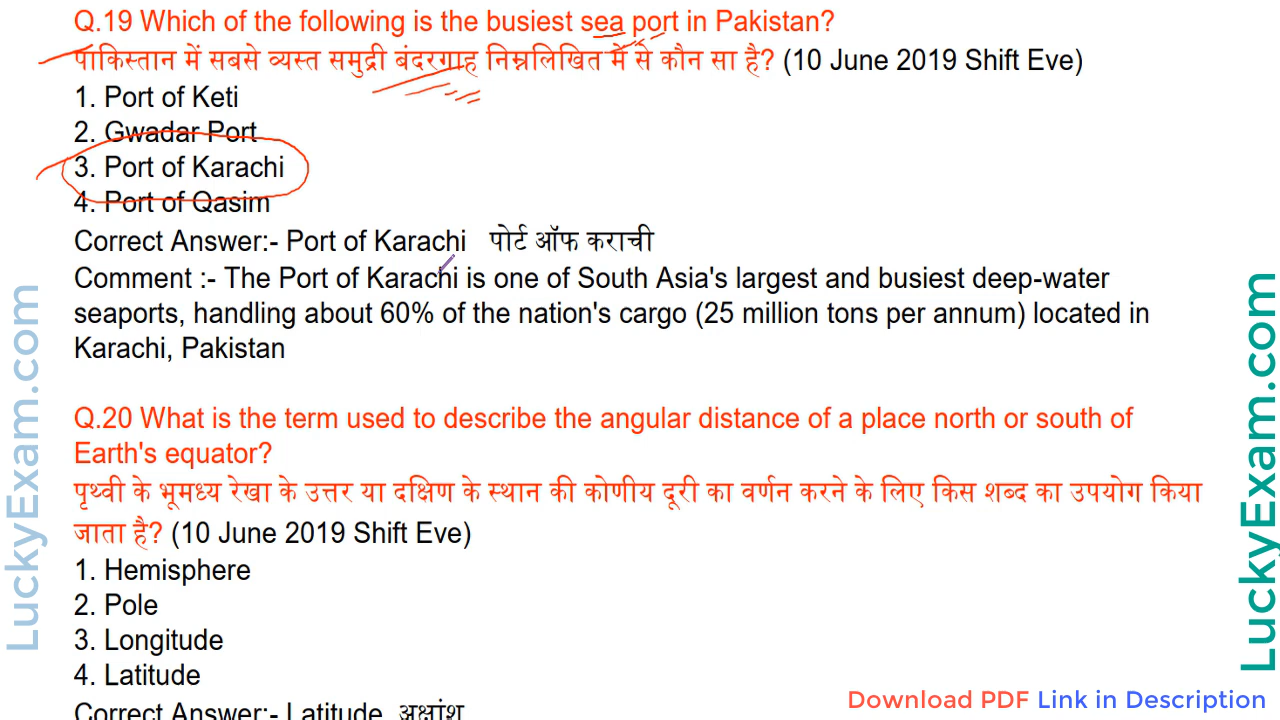 Q.19 Which of the following is the busiest sea port in Pakistan?
पाकिस्तान में सबसे व्यस्त समुद्री बंदरगाह निम्नलिखित में से कौन सा है? (10 June 2019 Shift Eve)
1. Port of Keti
2. Gwadar Port
3. Port of Karachi
4. Port of Qasim
Correct Answer:- Port of Karachi पोर्ट ऑफ कराची
Comment :- The Port of Karachi is one of South Asia's largest and busiest deep-water
seaports, handling about 60% of the nation's cargo (25 million tons per annum) located in
Karachi, Pakistan
Q.20 What is the term used to describe the angular distance of a place north or south of
Earth's equator?
पृथ्वी के भूमध्य रेखा के उत्तर या दक्षिण के स्थान की कोणीय दूरी का वर्णन करने के लिए किस शब्द का उपयोग किया
जाता है? (10 June 2019 Shift Eve)
1. Hemisphere
2. Pole
3. Longitude
4. Latitude
Correct Answer:- Latitude अक्षांश
LuckyExam.com
LuckyExam.com
Download PDF Link in Description